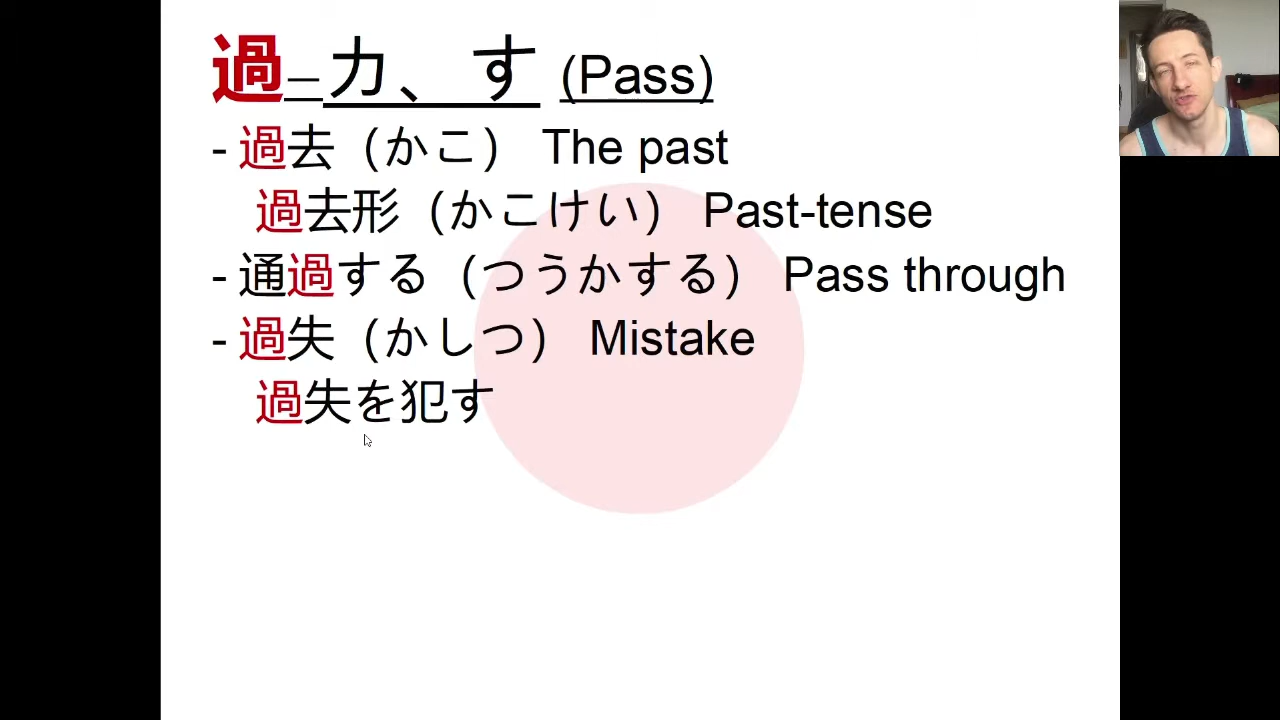 過—カ、す (Pass)
- 過去（かこ） The past
過去形（かこけい） Past-tense
- 通過する（つうかする） Pass through
- 過失（かしつ） Mistake
過失を犯す